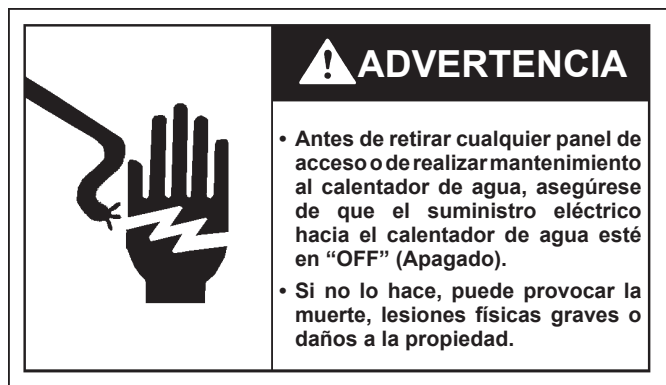 ADVERTENCIA
• Antes de retirar cualquier panel de
acceso o de realizar mantenimiento
al calentador de agua, asegúrese
de que el suministro eléctrico
hacia el calentador de agua esté
en “OFF” (Apagado).
• Si no lo hace, puede provocar la
muerte, lesiones físicas graves o
daños a la propiedad.